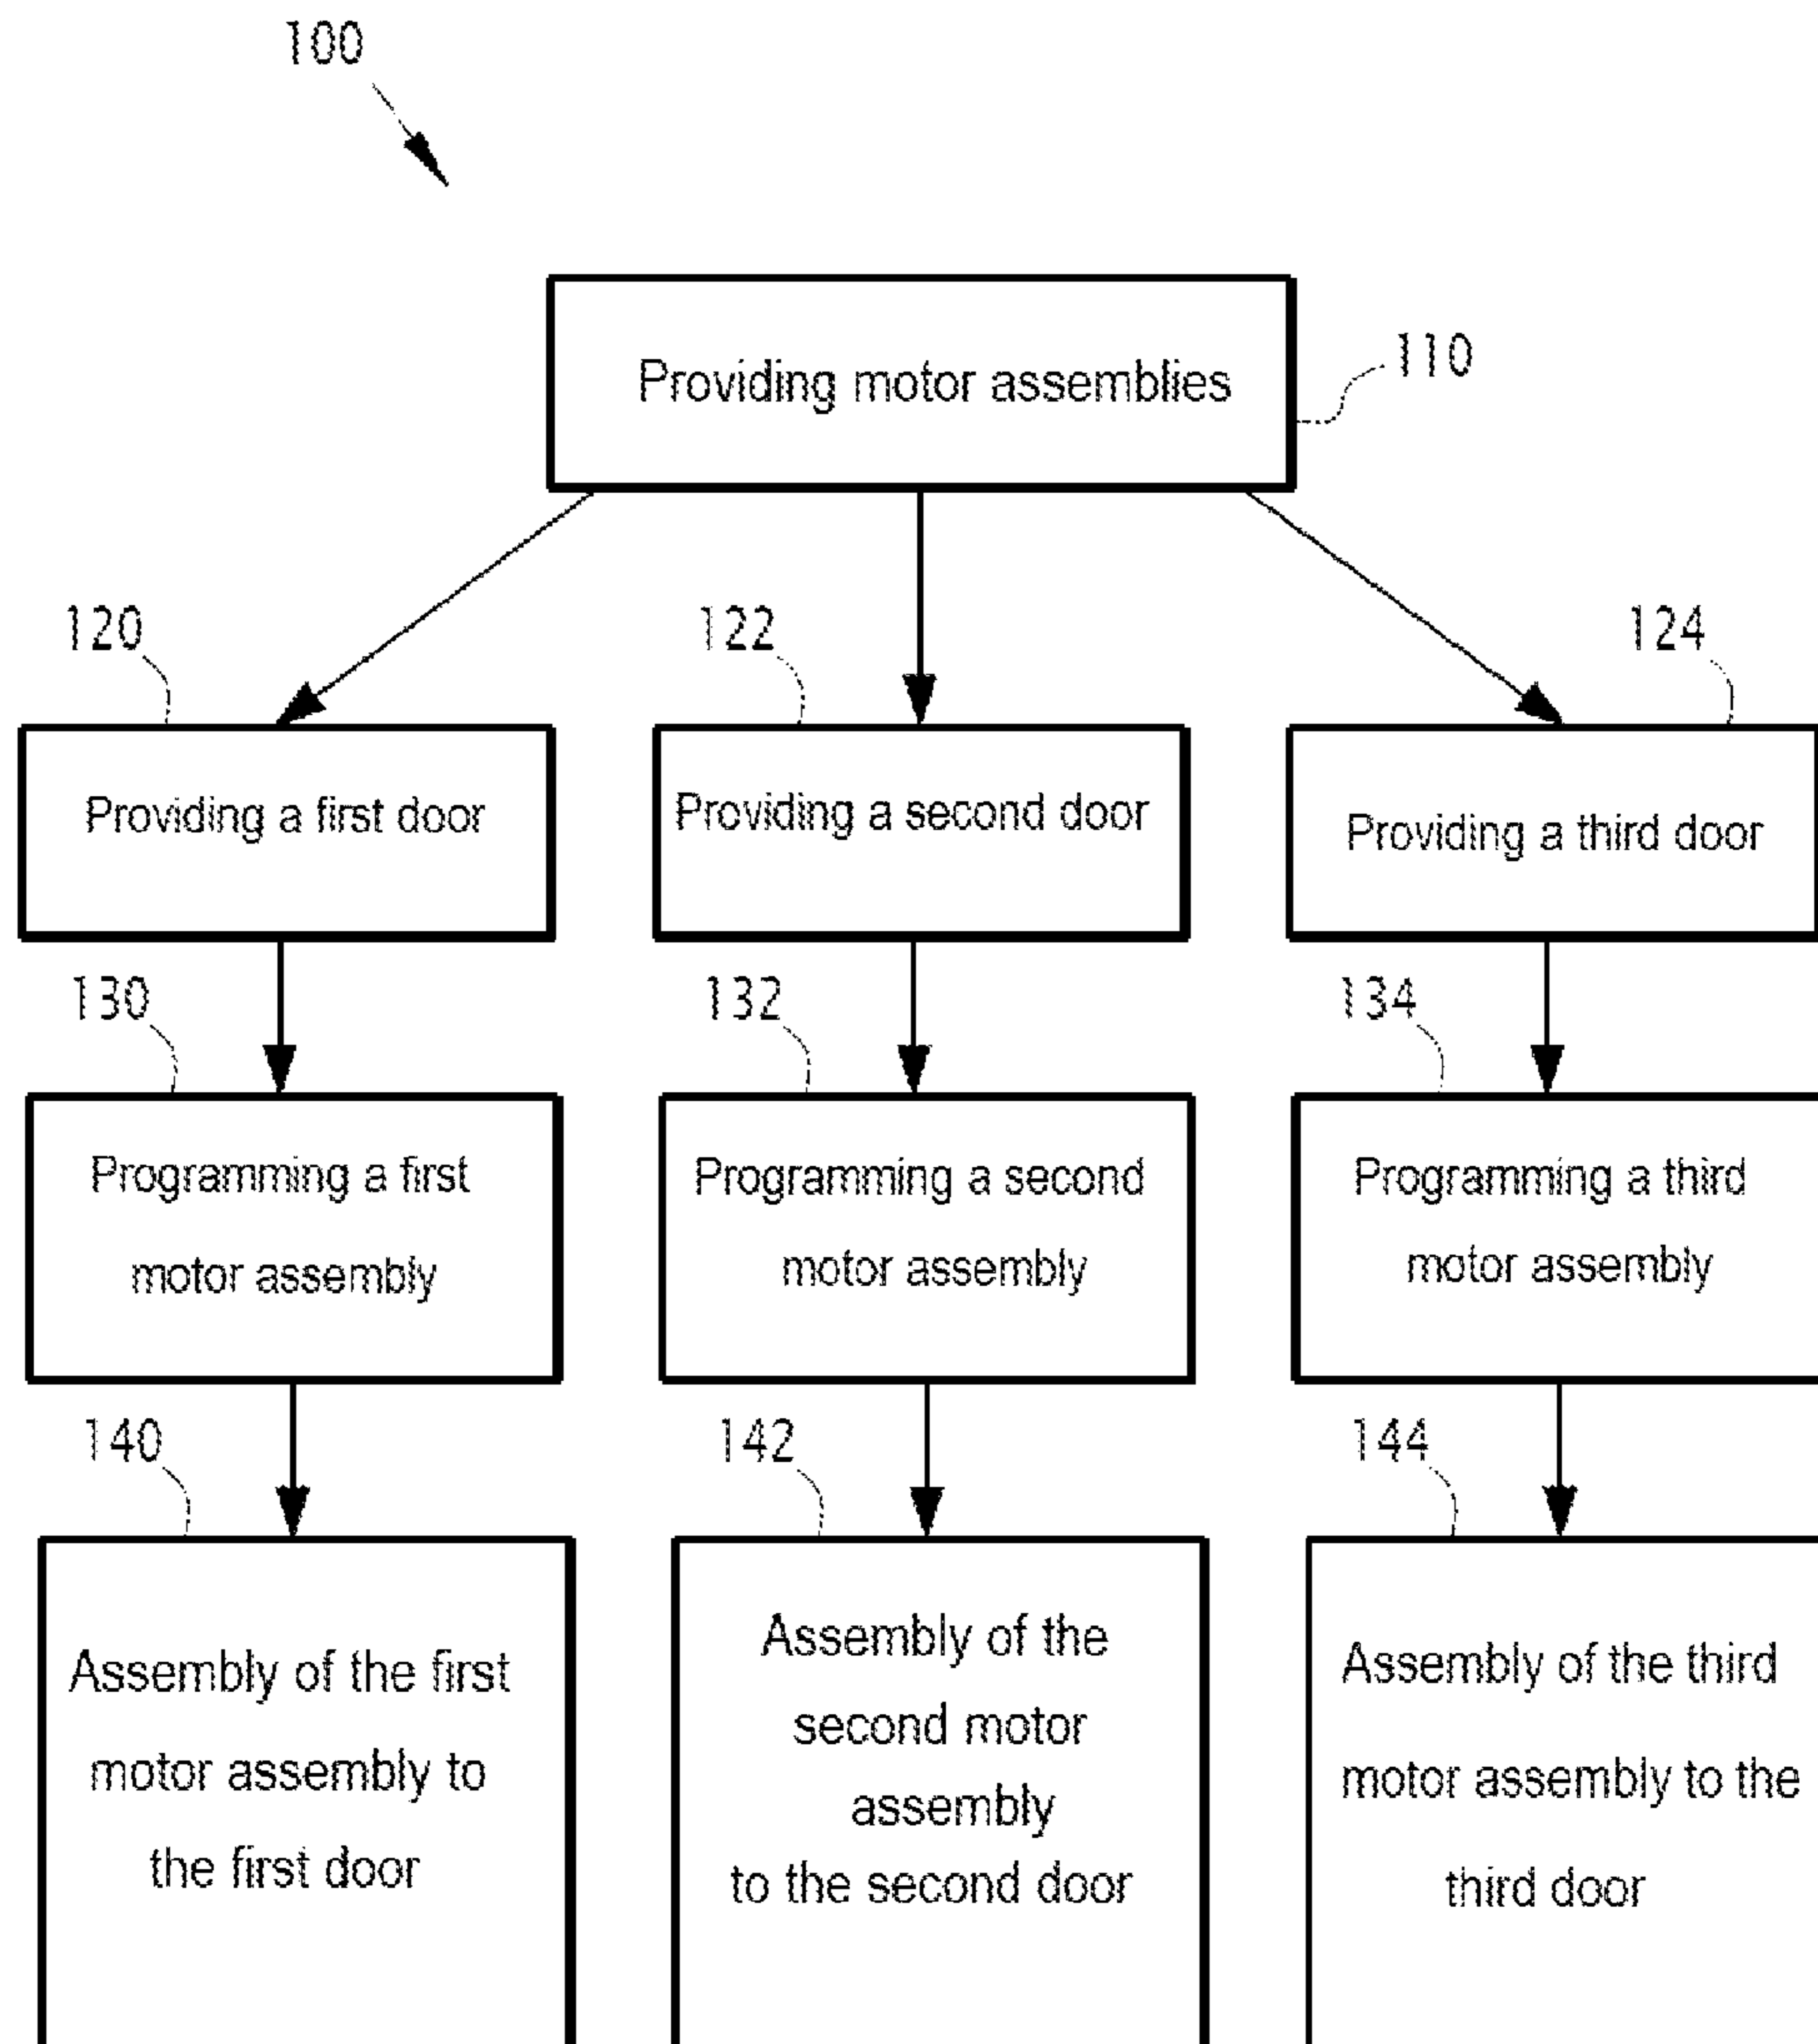 100
Providing motor assemblies
110
120
122
124
Providing a first door
Providing a second door
Providing a third door
130
132
134
Programming a first
motor assembly
Programming a second
motor assembly
Programming a third
motor assembly
140
142
144
Assembly of the first
motor assembly to
the first door
Assembly of the
second motor
assembly
to the second door
Assembly of the third
motor assembly to the
third door